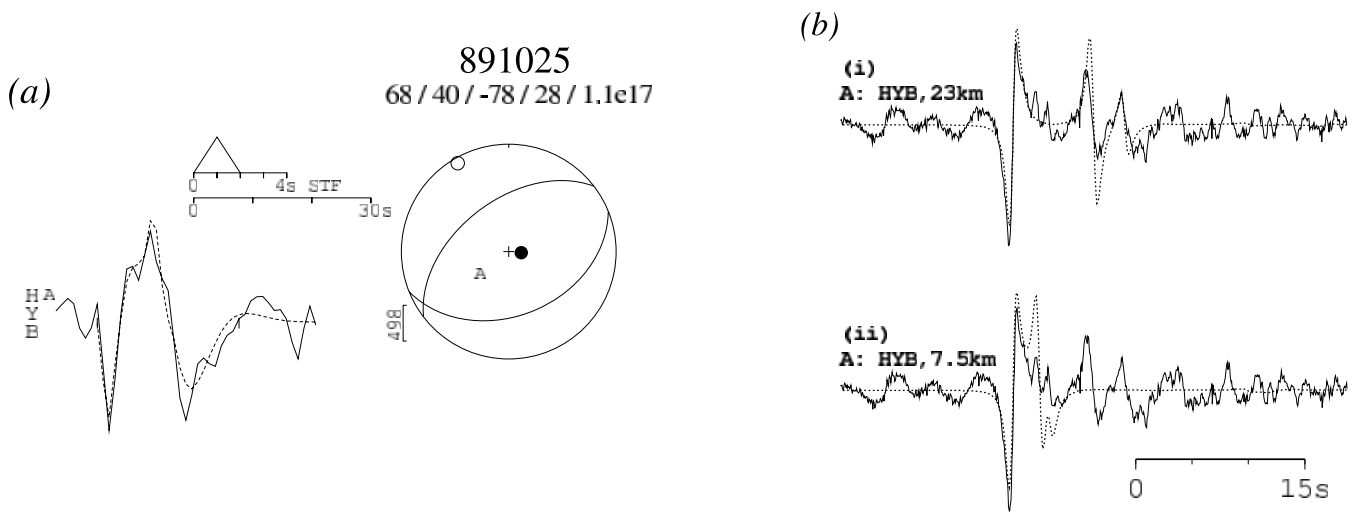 (a)
891025
68 / 40 / -78 / 28 / 1.1e17
0 4s STF
0 30s
H A
Y
B
A
498
(b)
(i)
A: HYB, 23km
(ii)
A: HYB, 7.5km
0 15s